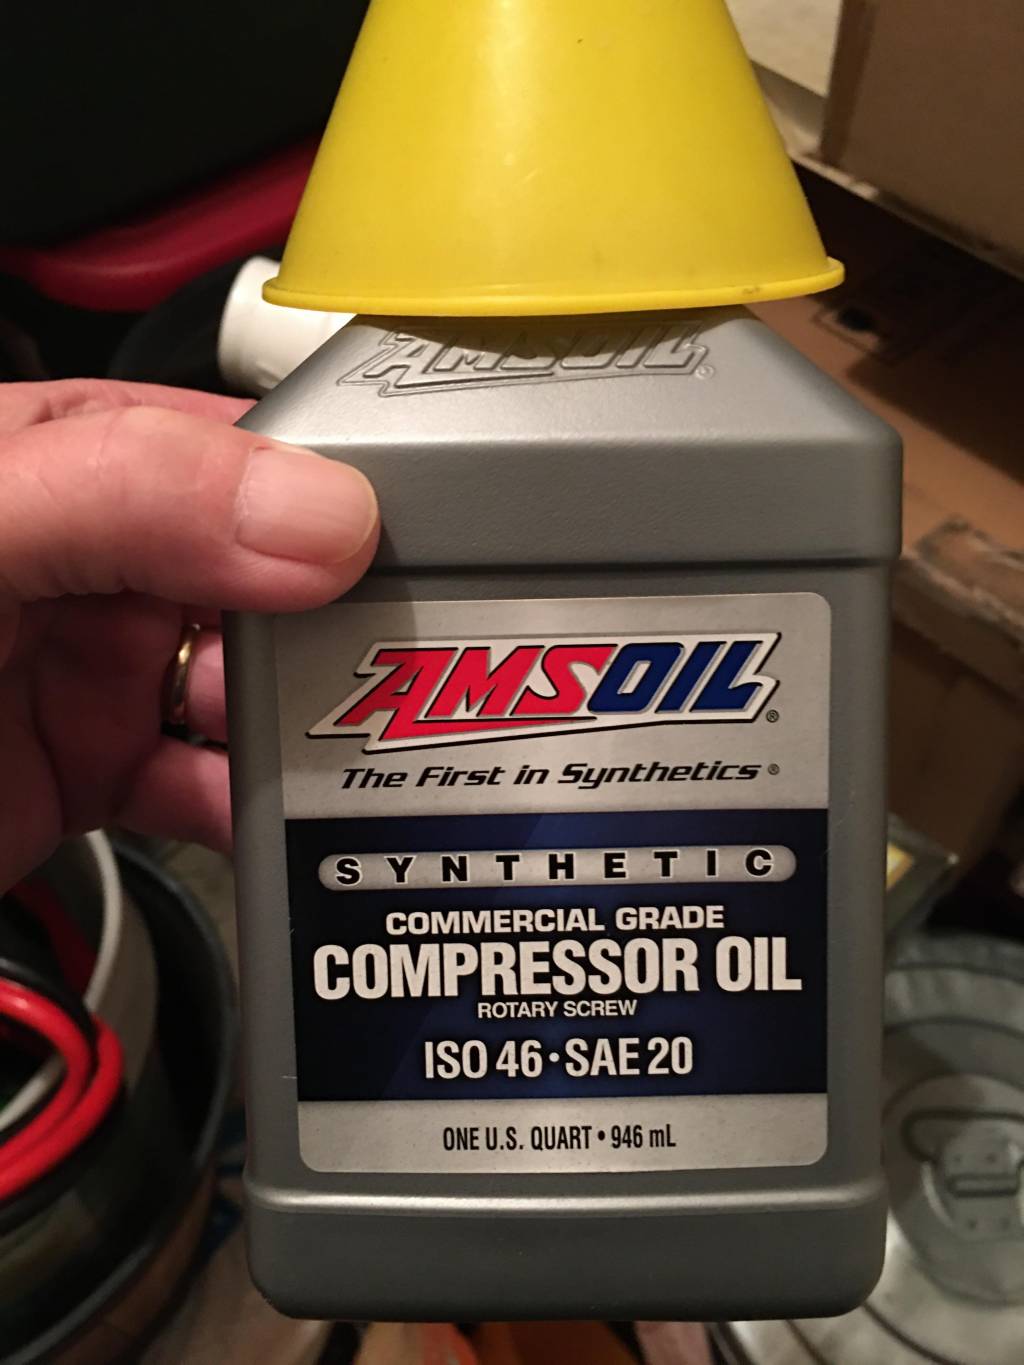 AMSOIL®
AMSOIL®
The First in Synthetics®
SYNTHETIC
COMMERCIAL GRADE
COMPRESSOR OIL
ROTARY SCREW
ISO 46 • SAE 20
ONE U.S. QUART • 946 mL